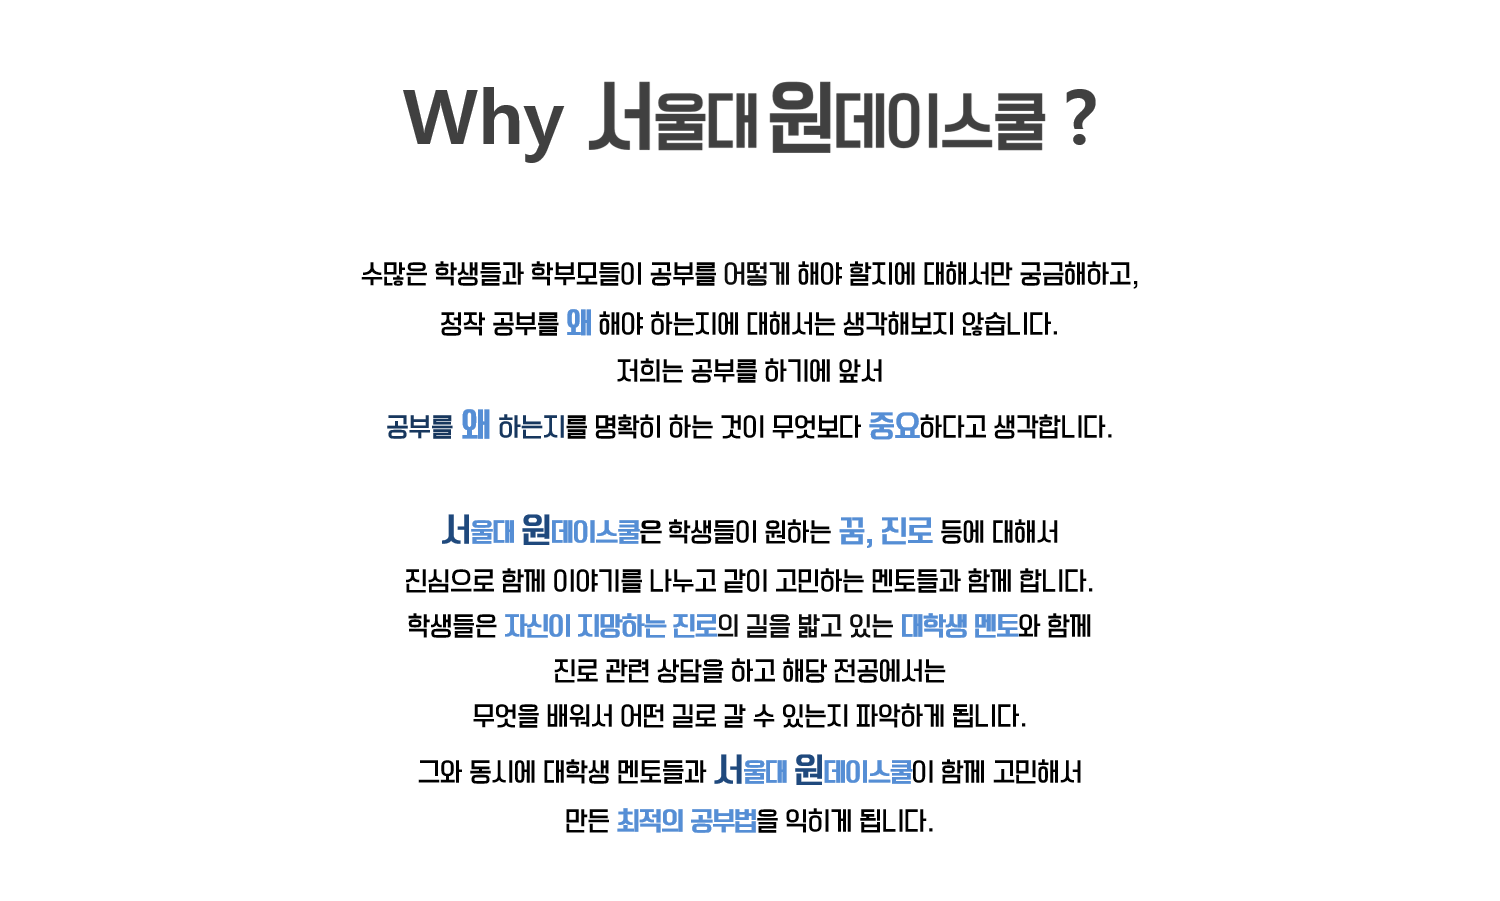 Why 서울대 원데이스쿨 ?
수많은 학생들과 학부모들이 공부를 어떻게 해야 할지에 대해서만 궁금해하고,
정작 공부를 왜 해야 하는지에 대해서는 생각해보지 않습니다.
저희는 공부를 하기에 앞서
공부를 왜 하는지를 명확히 하는 것이 무엇보다 중요하다고 생각합니다.
서울대 원데이스쿨은 학생들이 원하는 꿈, 진로 등에 대해서
진심으로 함께 이야기를 나누고 같이 고민하는 멘토들과 함께 합니다.
학생들은 자신이 지망하는 진로의 길을 밟고 있는 대학생 멘토와 함께
진로 관련 상담을 하고 해당 전공에서는
무엇을 배워서 어떤 길로 갈 수 있는지 파악하게 됩니다.
그와 동시에 대학생 멘토들과 서울대 원데이스쿨이 함께 고민해서
만든 최적의 공부법을 익히게 됩니다.